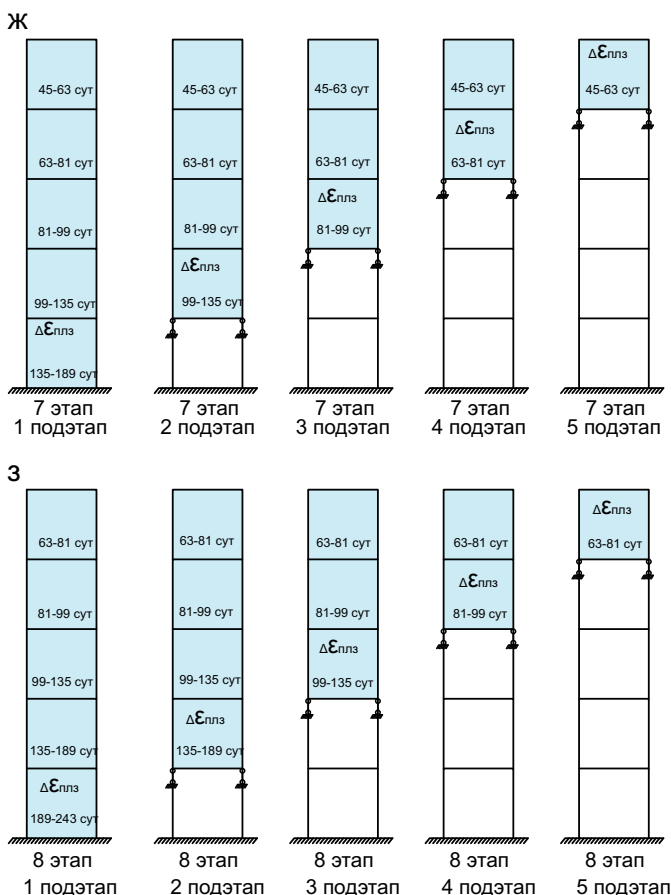 Ж
45-63 сут
63-81 сут
81-99 сут
99-135 сут
Δεплз
135-189 сут
7 этап
1 подэтап
45-63 сут
63-81 сут
81-99 сут
Δεплз
99-135 сут
7 этап
2 подэтап
45-63 сут
63-81 сут
Δεплз
81-99 сут
7 этап
3 подэтап
45-63 сут
Δεплз
63-81 сут
7 этап
4 подэтап
Δεплз
45-63 сут
7 этап
5 подэтап
З
63-81 сут
81-99 сут
99-135 сут
135-189 сут
Δεплз
189-243 сут
8 этап
1 подэтап
63-81 сут
81-99 сут
99-135 сут
Δεплз
135-189 сут
8 этап
2 подэтап
63-81 сут
81-99 сут
Δεплз
99-135 сут
8 этап
3 подэтап
63-81 сут
Δεплз
81-99 сут
8 этап
4 подэтап
Δεплз
63-81 сут
8 этап
5 подэтап